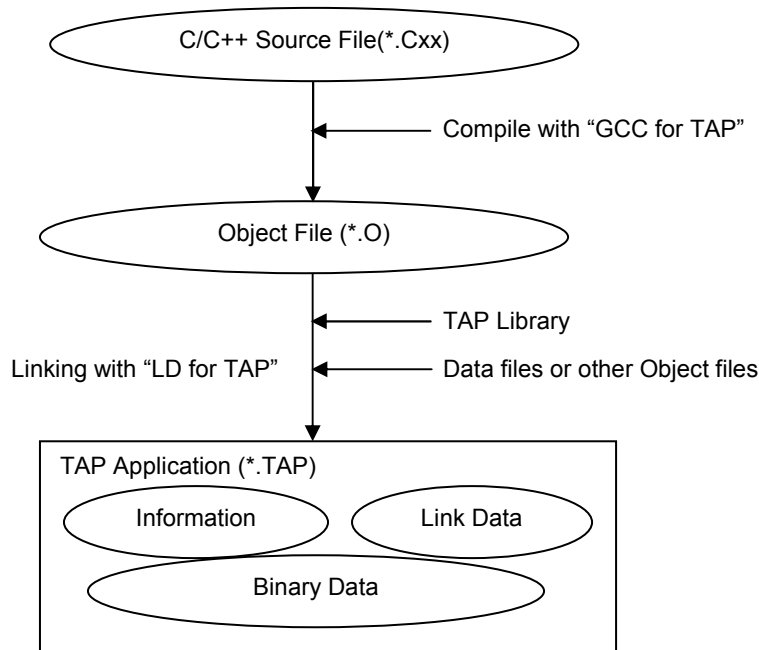 C/C++ Source File(*.Cxx)
Compile with “GCC for TAP”
Object File (*.O)
TAP Library
Linking with “LD for TAP”
Data files or other Object files
TAP Application (*.TAP)
Information
Link Data
Binary Data